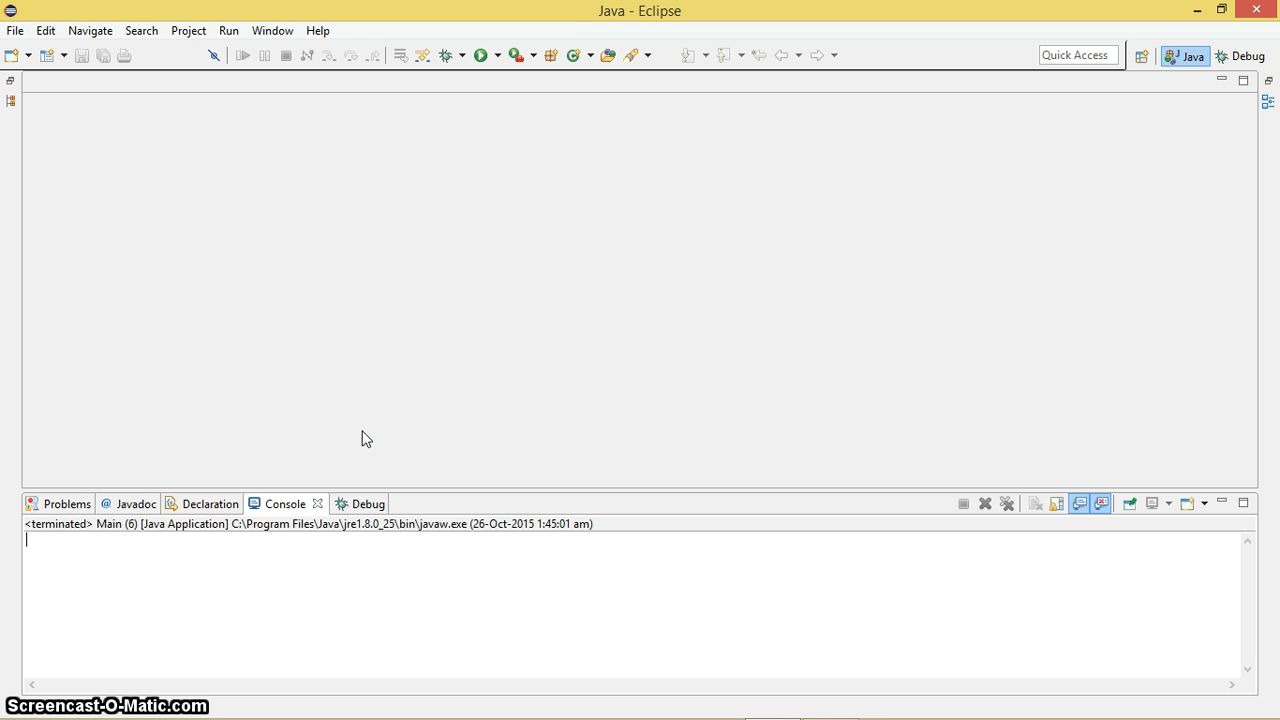 Java - Eclipse
File Edit Navigate Search Project Run Window Help
Quick Access Java Debug
Problems @ Javadoc Declaration Console Debug
<terminated> Main (6) [Java Application] C:\Program Files\Java\jre1.8.0_25\bin\javaw.exe (26-Oct-2015 1:45:01 am)
Screencast-O-Matic.com